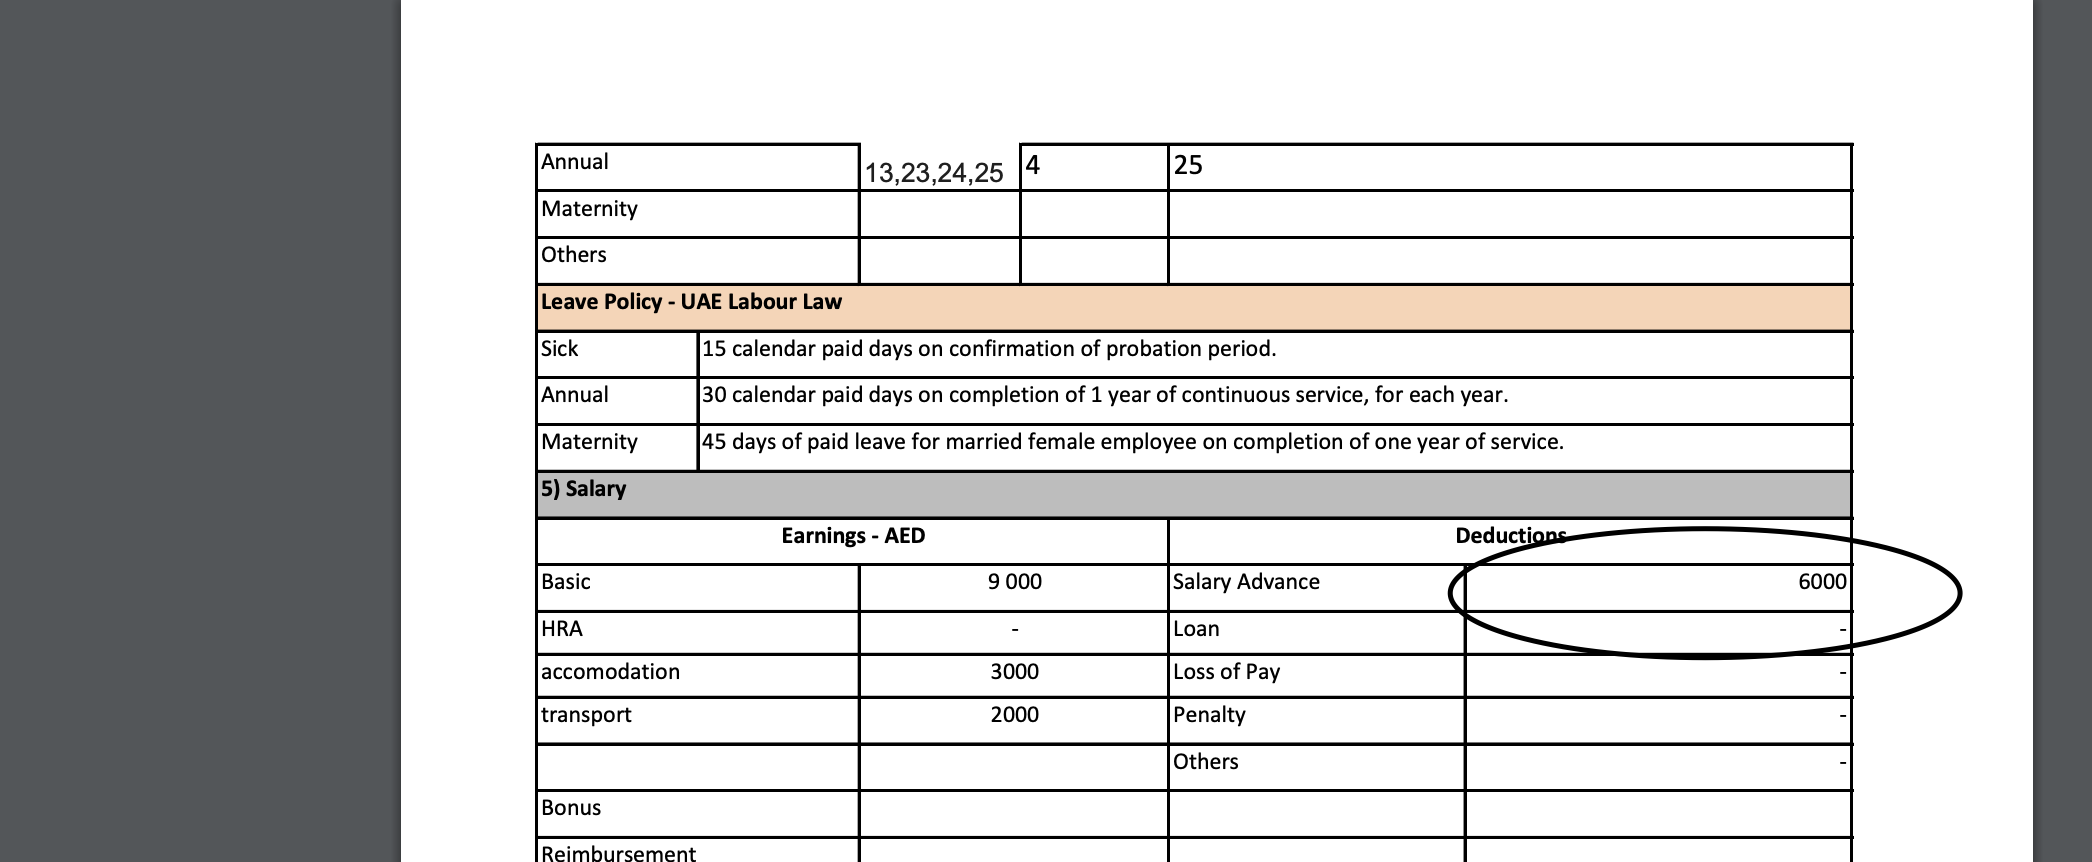 Annual 13,23,24,25 4 25
Maternity
Others
Leave Policy - UAE Labour Law
Sick 15 calendar paid days on confirmation of probation period.
Annual 30 calendar paid days on completion of 1 year of continuous service, for each year.
Maternity 45 days of paid leave for married female employee on completion of one year of service.
5) Salary
Earnings - AED Deductions
Basic 9 000 Salary Advance 6000
HRA - Loan -
accomodation 3000 Loss of Pay -
transport 2000 Penalty -
Others -
Bonus
Reimbursement